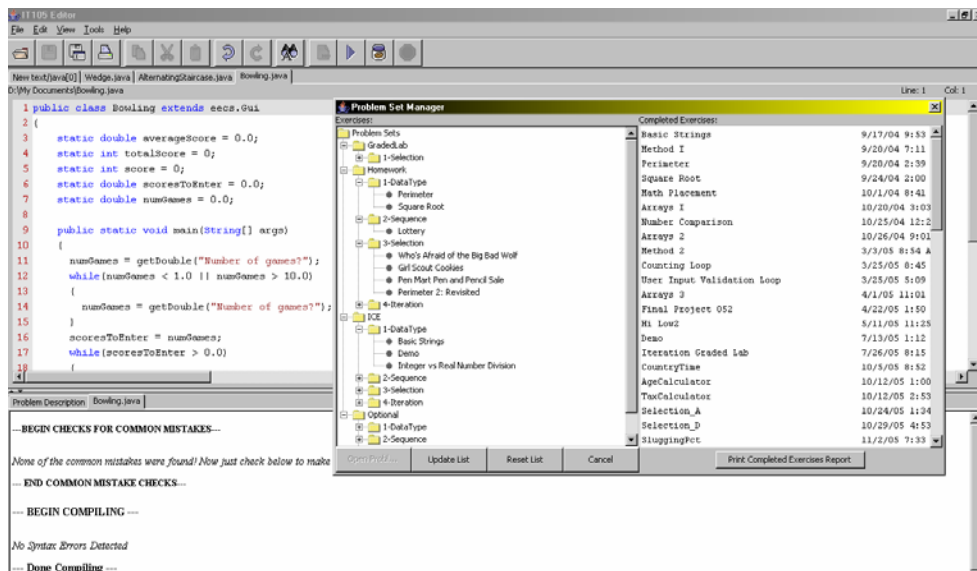 IT105 Editor
File Edit View Tools Help
New text/java[0] Wedge.java AlternatingStaircase.java Bowling.java
D:\My Documents\Bowling.java Line: 1 Col: 1
1 public class Bowling extends eecs.Gui
2 {
3 static double averageScore = 0.0;
4 static int totalScore = 0;
5 static int score = 0;
6 static double scoresToEnter = 0.0;
7 static double numGames = 0.0;
8
9 public static void main(String[] args)
10 {
11 numGames = getDouble("Number of games?");
12 while(numGames < 1.0 || numGames > 10.0)
13 {
14 numGames = getDouble("Number of games?");
15 }
16 scoresToEnter = numGames;
17 while(scoresToEnter > 0.0)
18 {
Problem Description Bowling.java
---BEGIN CHECKS FOR COMMON MISTAKES---
None of the common mistakes were found! Now just check below to make
--- END COMMON MISTAKE CHECKS---
--- BEGIN COMPILING ---
No Syntax Errors Detected
--- Done Compiling ---
Problem Set Manager
Exercises:
Problem Sets
GradedLab
1-Selection
Homework
1-DataType
Perimeter
Square Root
2-Sequence
Lottery
3-Selection
Who's Afraid of the Big Bad Wolf
Girl Scout Cookies
Pen Mart Pen and Pencil Sale
Perimeter 2: Revisited
4-Iteration
ICE
1-DataType
Basic Strings
Demo
Integer vs Real Number Division
2-Sequence
3-Selection
4-Iteration
Optional
1-DataType
2-Sequence
Completed Exercises:
Basic Strings 9/17/04 9:53
Method I 9/20/04 7:11
Perimeter 9/20/04 2:39
Square Root 9/24/04 2:00
Math Placement 10/1/04 8:41
Arrays I 10/20/04 3:03
Number Comparison 10/25/04 12:2
Arrays 2 10/26/04 9:01
Method 2 3/3/05 8:54 A
Counting Loop 3/25/05 8:45
User Input Validation Loop 3/25/05 5:09
Arrays 3 4/1/05 11:01
Final Project 052 4/22/05 1:50
Hi Low2 5/11/05 11:25
Demo 7/13/05 1:12
Iteration Graded Lab 7/26/05 8:15
CountryTime 10/5/05 8:52
AgeCalculator 10/12/05 1:00
TaxCalculator 10/12/05 2:53
Selection_A 10/24/05 1:34
Selection_D 10/29/05 4:53
SluggingPct 11/2/05 7:33
Open Probl... Update List Reset List Cancel Print Completed Exercises Report